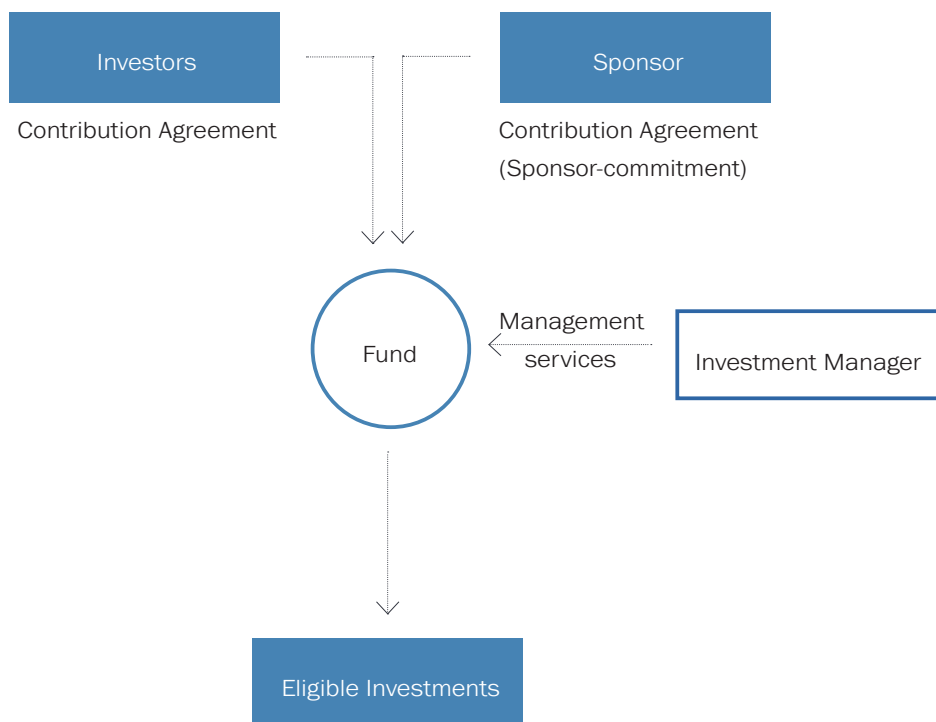 Investors
Sponsor
Contribution Agreement
Contribution Agreement
(Sponsor-commitment)
Management
services
Fund
Investment Manager
Eligible Investments